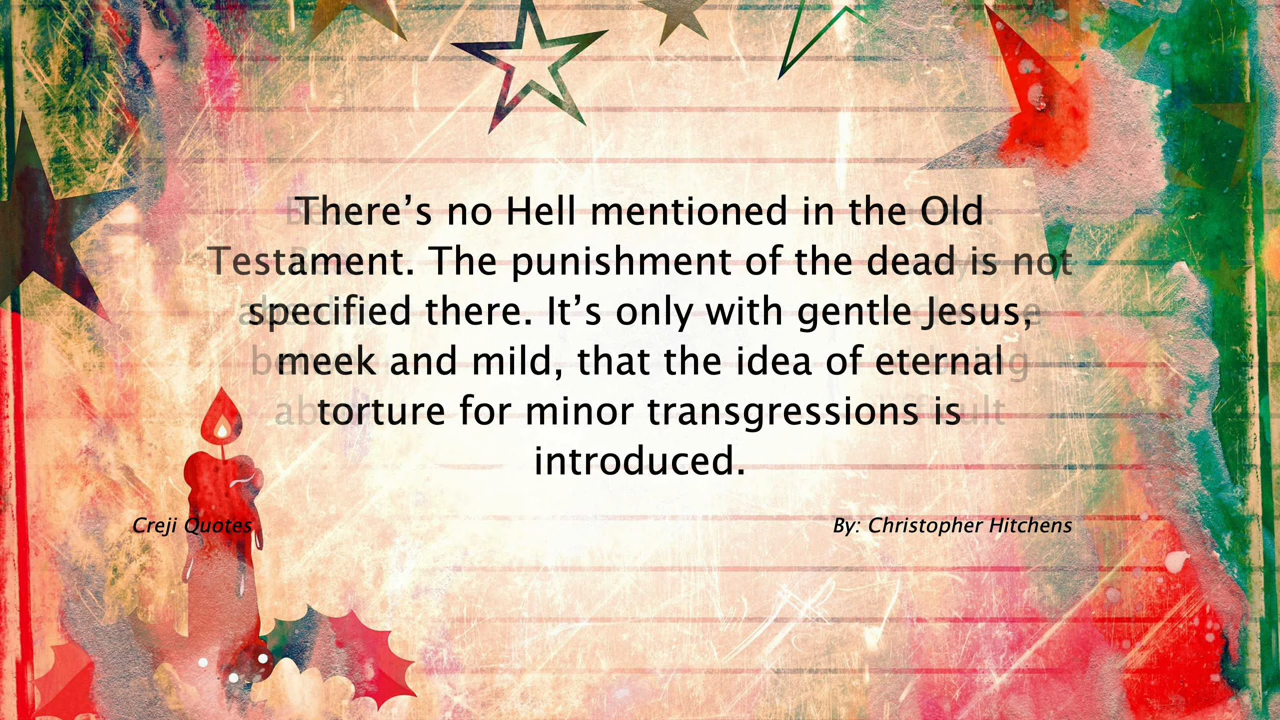 There’s no Hell mentioned in the Old
Testament. The punishment of the dead is not
specified there. It’s only with gentle Jesus,
meek and mild, that the idea of eternal
torture for minor transgressions is
introduced.
Creji Quotes
By: Christopher Hitchens